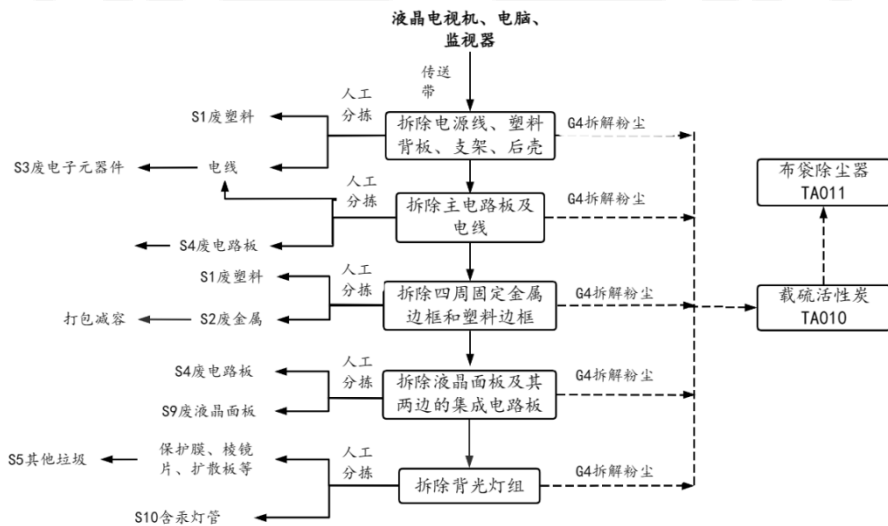 液晶电视机、电脑、
监视器
传送
带
人工
分拣
S1废塑料
拆除电源线、塑料
背板、支架、后壳
G4拆解粉尘
S3废电子元器件
电线
布袋除尘器
TA011
人工
分拣
拆除主电路板及
电线
G4拆解粉尘
S4废电路板
S1废塑料
人工
分拣
拆除四周固定金属
边框和塑料边框
G4拆解粉尘
载硫活性炭
TA010
打包减容
S2废金属
S4废电路板
人工
分拣
拆除液晶面板及其
两边的集成电路板
G4拆解粉尘
S9废液晶面板
S5其他垃圾
保护膜、棱镜
片、扩散板等
人工
分拣
拆除背光灯组
G4拆解粉尘
S10含汞灯管